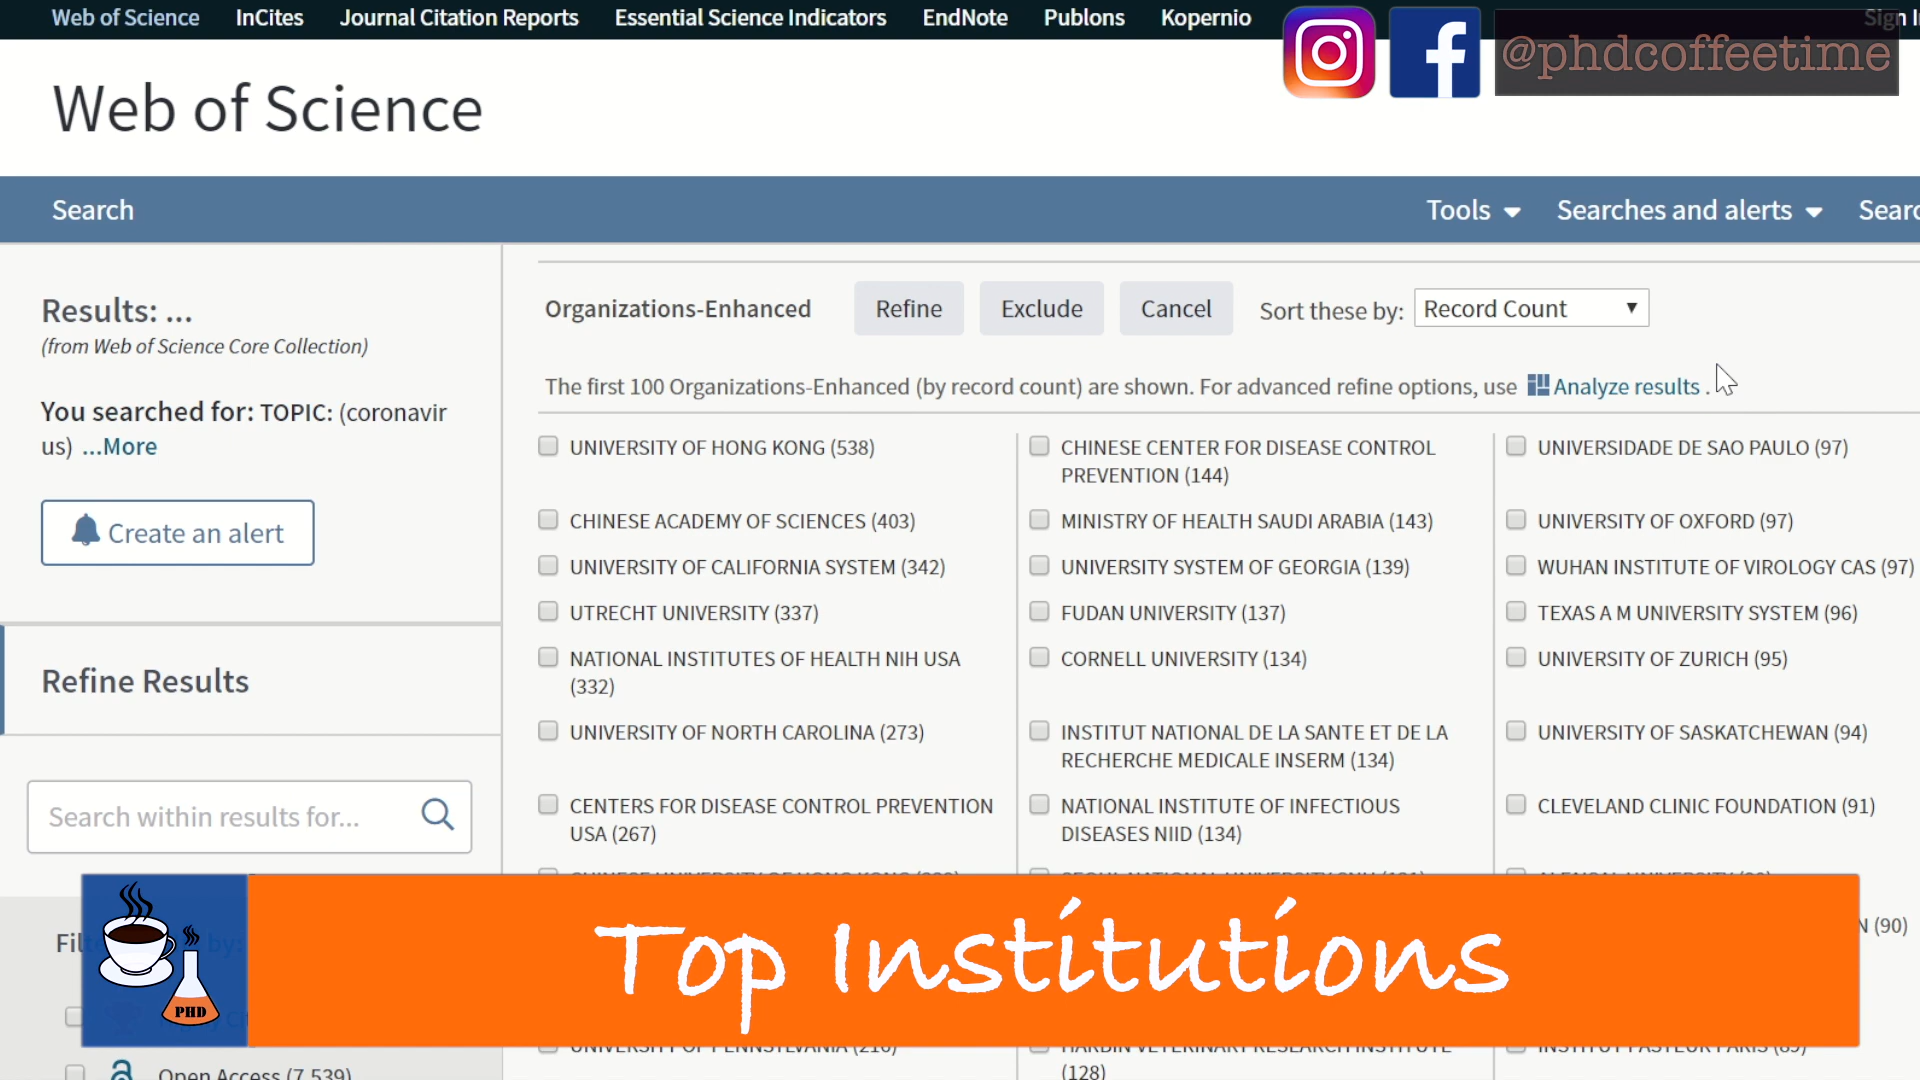 Web of Science InCites Journal Citation Reports Essential Science Indicators EndNote Publons Kopernio Sign
@phdcoffeetime
Web of Science
Search Tools Searches and alerts
Results: ...
(from Web of Science Core Collection)
You searched for: TOPIC: (coronavir
us) ...More
Create an alert
Refine Results
Search within results for...
Organizations-Enhanced Refine Exclude Cancel Sort these by: Record Count
The first 100 Organizations-Enhanced (by record count) are shown. For advanced refine options, use Analyze results .
UNIVERSITY OF HONG KONG (538)
CHINESE ACADEMY OF SCIENCES (403)
UNIVERSITY OF CALIFORNIA SYSTEM (342)
UTRECHT UNIVERSITY (337)
NATIONAL INSTITUTES OF HEALTH NIH USA
(332)
UNIVERSITY OF NORTH CAROLINA (273)
CENTERS FOR DISEASE CONTROL PREVENTION
USA (267)
CHINESE CENTER FOR DISEASE CONTROL
PREVENTION (144)
MINISTRY OF HEALTH SAUDI ARABIA (143)
UNIVERSITY SYSTEM OF GEORGIA (139)
FUDAN UNIVERSITY (137)
CORNELL UNIVERSITY (134)
INSTITUT NATIONAL DE LA SANTE ET DE LA
RECHERCHE MEDICALE INSERM (134)
NATIONAL INSTITUTE OF INFECTIOUS
DISEASES NIID (134)
HARBIN VETERINARY RESEARCH INSTITUTE
(128)
UNIVERSIDADE DE SAO PAULO (97)
UNIVERSITY OF OXFORD (97)
WUHAN INSTITUTE OF VIROLOGY CAS (97)
TEXAS A M UNIVERSITY SYSTEM (96)
UNIVERSITY OF ZURICH (95)
UNIVERSITY OF SASKATCHEWAN (94)
CLEVELAND CLINIC FOUNDATION (91)
(90)
PHD
Top Institutions
Open Access (7,539)